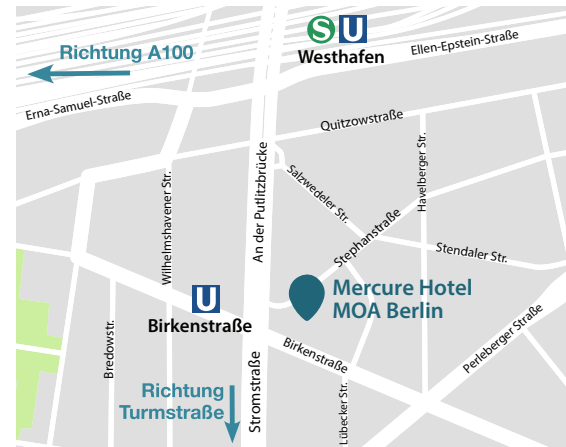 S U
Westhafen
Richtung A100
Ellen-Epstein-Straße
Erna-Samuel-Straße
Quitzowstraße
An der Putlitzbrücke
Salzwedeler Str.
Havelberger Str.
Wilhelmshavener Str.
Stephanstraße
Stendaler Str.
Mercure Hotel
MOA Berlin
U
Birkenstraße
Bredowstr.
Birkenstraße
Perleberger Straße
Richtung
Turmstraße
Stromstraße
Lübecker Str.